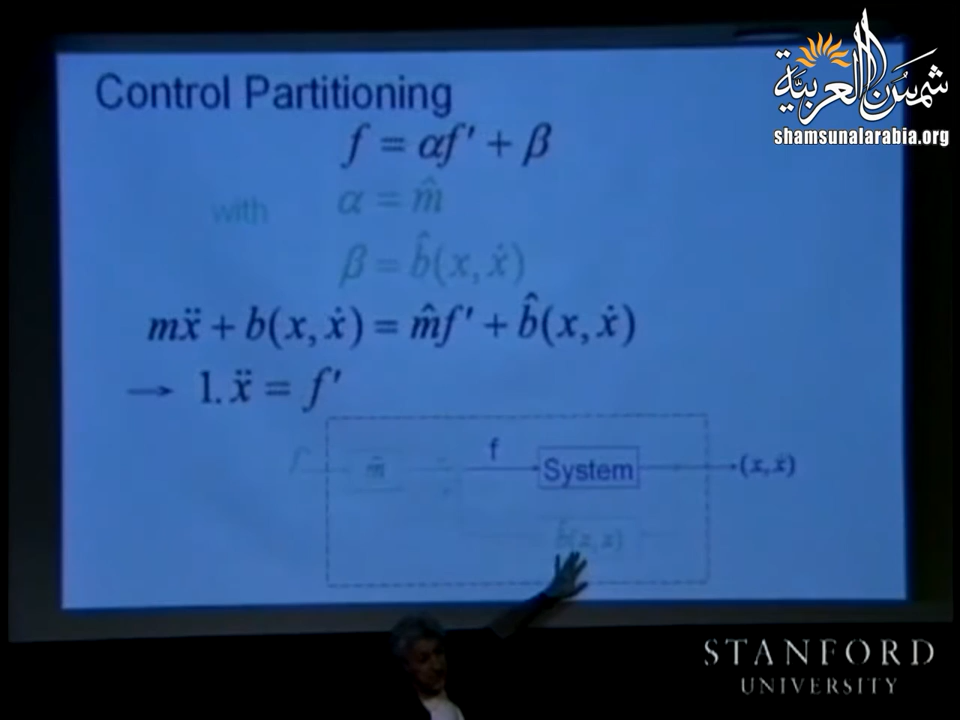 Control Partitioning
f = αf' + β
with α = m̂
β = b̂(x, ẋ)
mẍ + b(x, ẋ) = m̂f' + b̂(x, ẋ)
→ 1.ẍ = f'
f
m̂
System
(x, ẋ)
b̂(x, ẋ)
شمس العربية
shamsunalarabia.org
STANFORD
UNIVERSITY